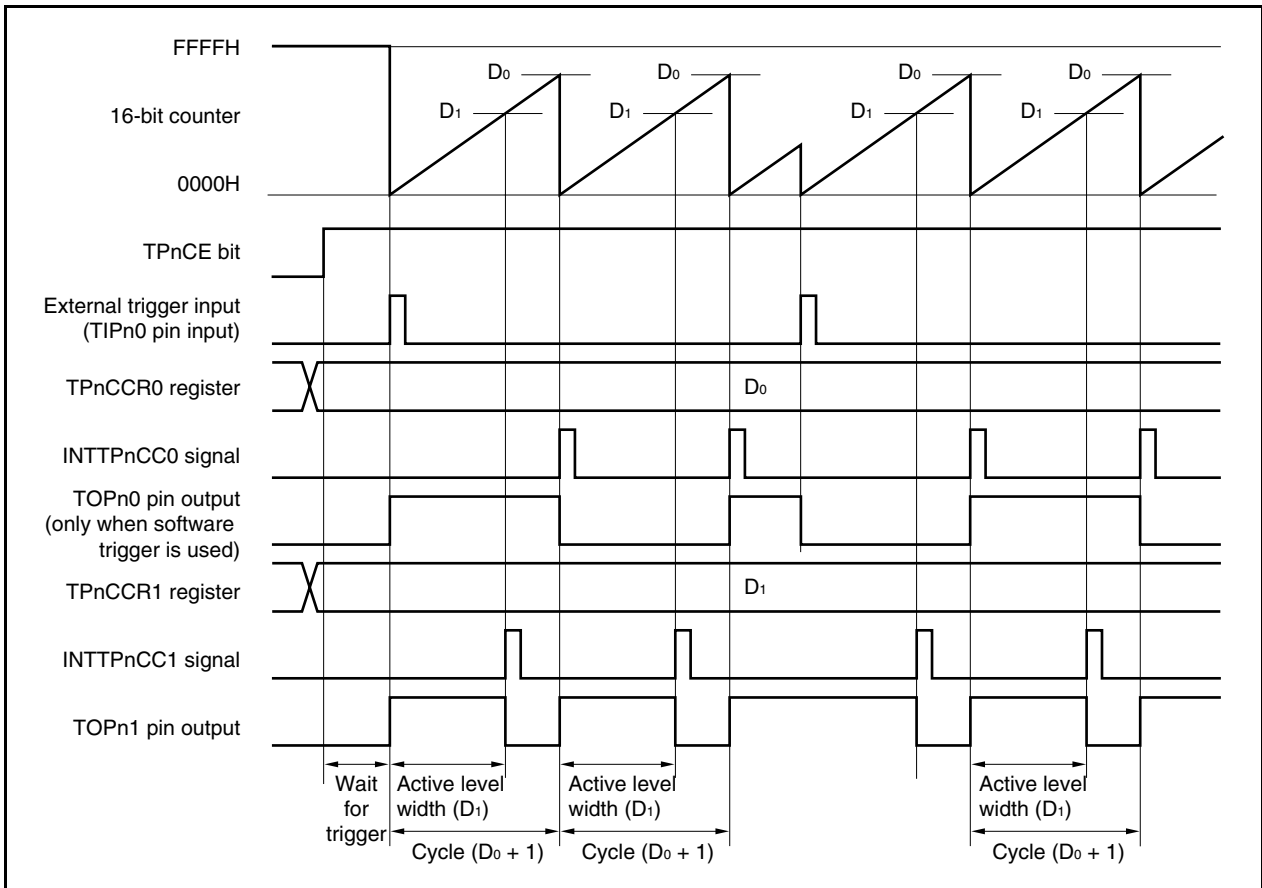 FFFFH
D₀ D₀ D₀ D₀
16-bit counter
D₁ D₁ D₁ D₁
0000H
TPnCE bit
External trigger input
(TIPn0 pin input)
TPnCCR0 register
D₀
INTTPnCC0 signal
TOPn0 pin output
(only when software
trigger is used)
TPnCCR1 register
D₁
INTTPnCC1 signal
TOPn1 pin output
Wait
for
trigger
Active level
width (D₁)
Active level
width (D₁)
Active level
width (D₁)
Cycle (D₀ + 1)
Cycle (D₀ + 1)
Cycle (D₀ + 1)